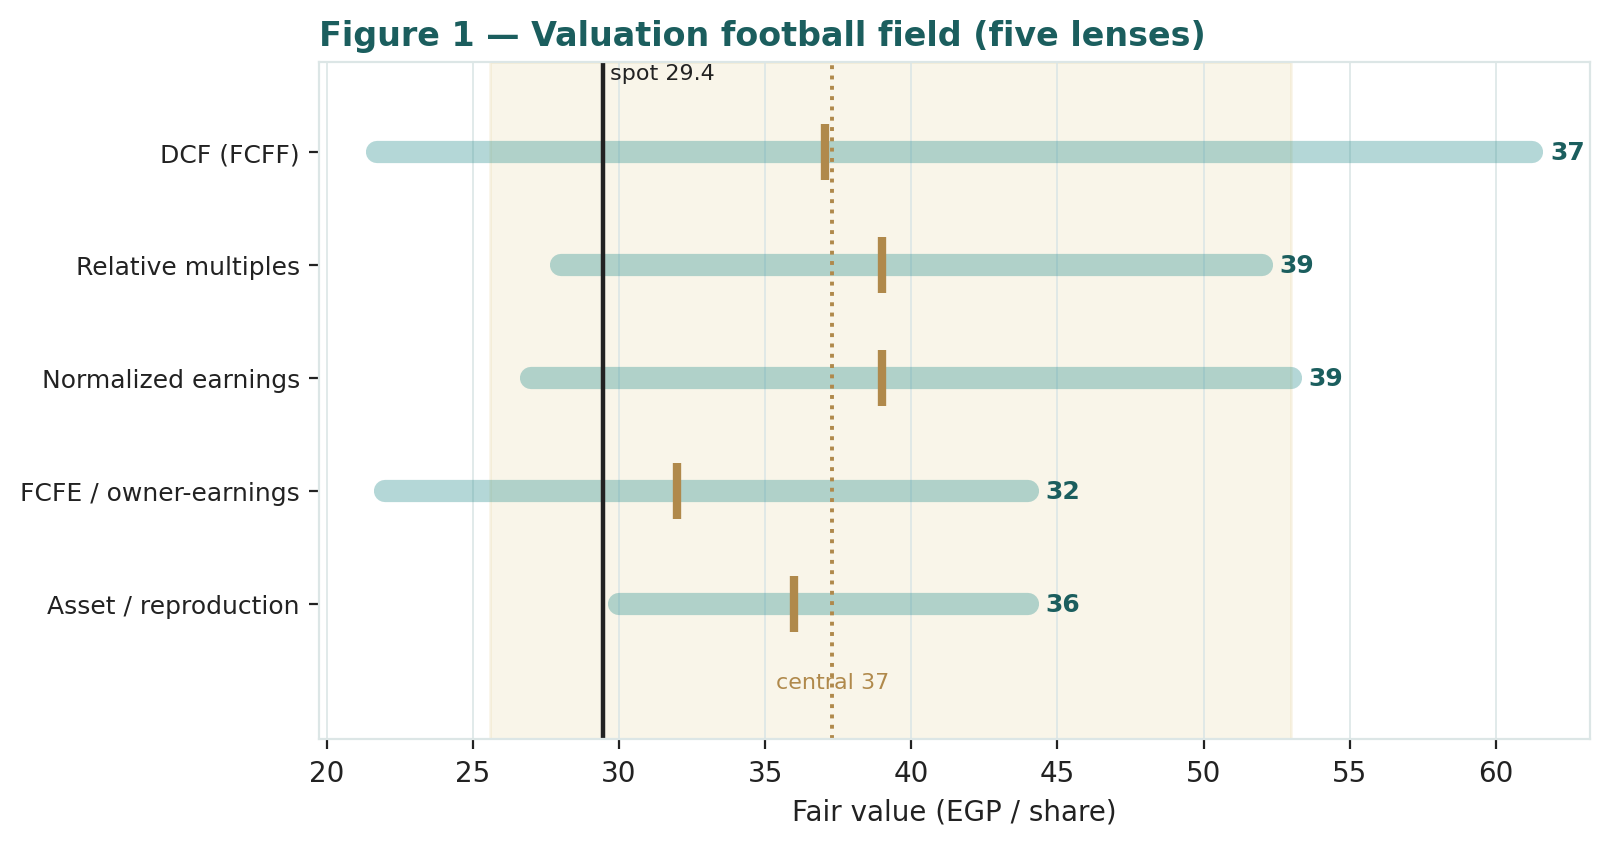 Figure 1 — Valuation football field (five lenses)
spot 29.4
DCF (FCFF)
37
Relative multiples
39
Normalized earnings
39
FCFE / owner-earnings
32
Asset / reproduction
36
central 37
20 25 30 35 40 45 50 55 60
Fair value (EGP / share)